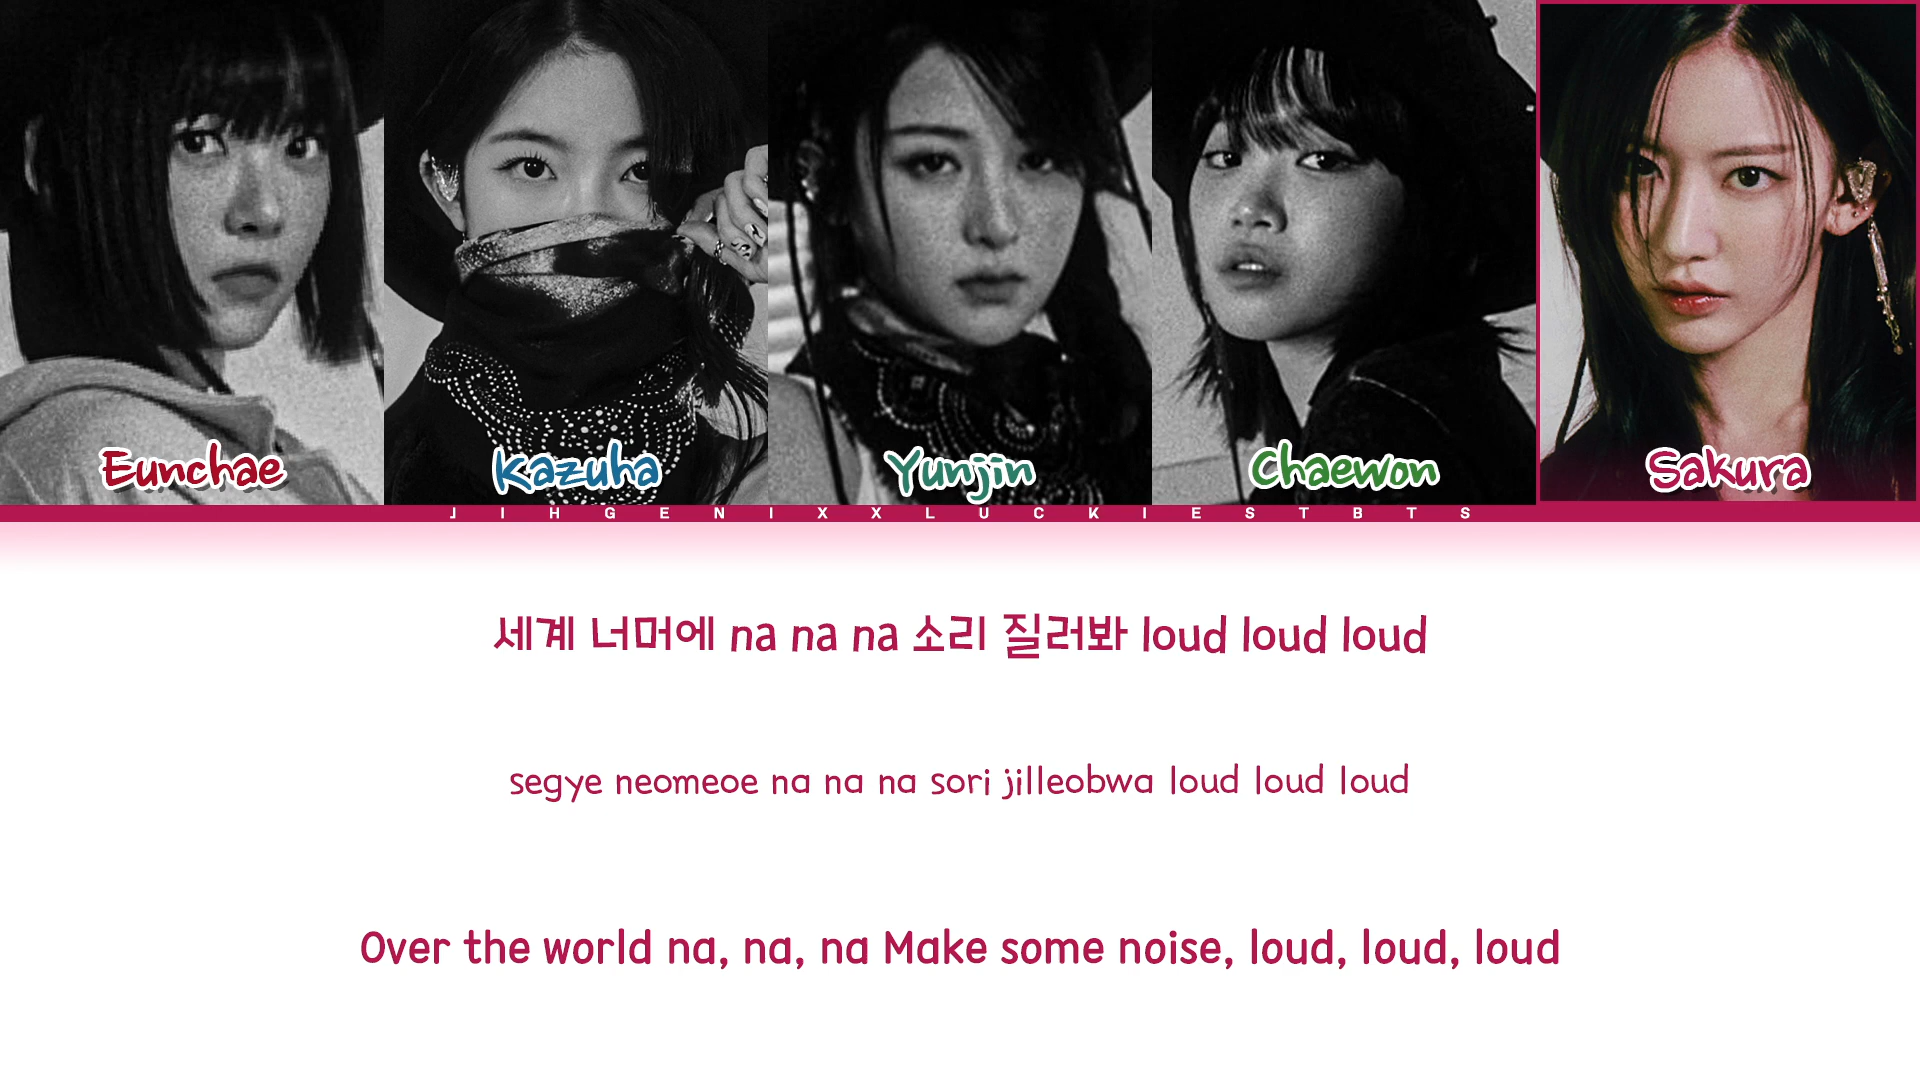 Eunchae Kazuha Yunjin Chaewon Sakura
JIHGENIXXLUCKIESTBTS
세계 너머에 na na na 소리 질러봐 loud loud loud
segye neomeoe na na na sori jilleobwa loud loud loud
Over the world na, na, na Make some noise, loud, loud, loud